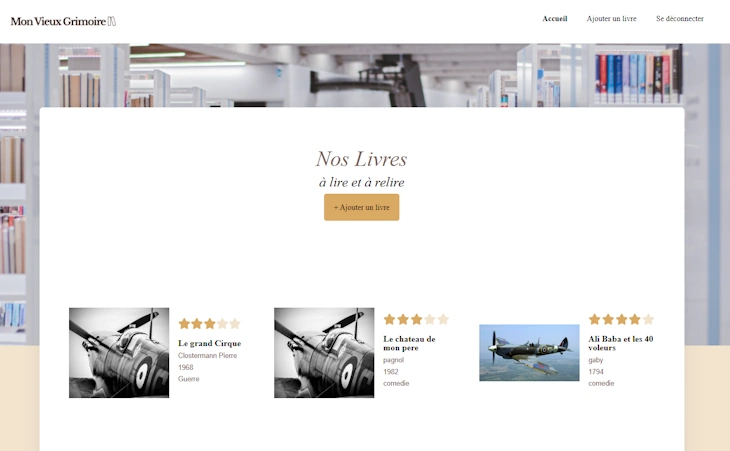 Mon Vieux Grimoire
Accueil
Ajouter un livre
Se déconnecter
Nos Livres
à lire et à relire
+ Ajouter un livre
Le grand Cirque
Clostermann Pierre
1968
Guerre
Le chateau de
mon pere
pagnol
1982
comedie
Ali Baba et les 40
voleurs
gaby
1794
comedie